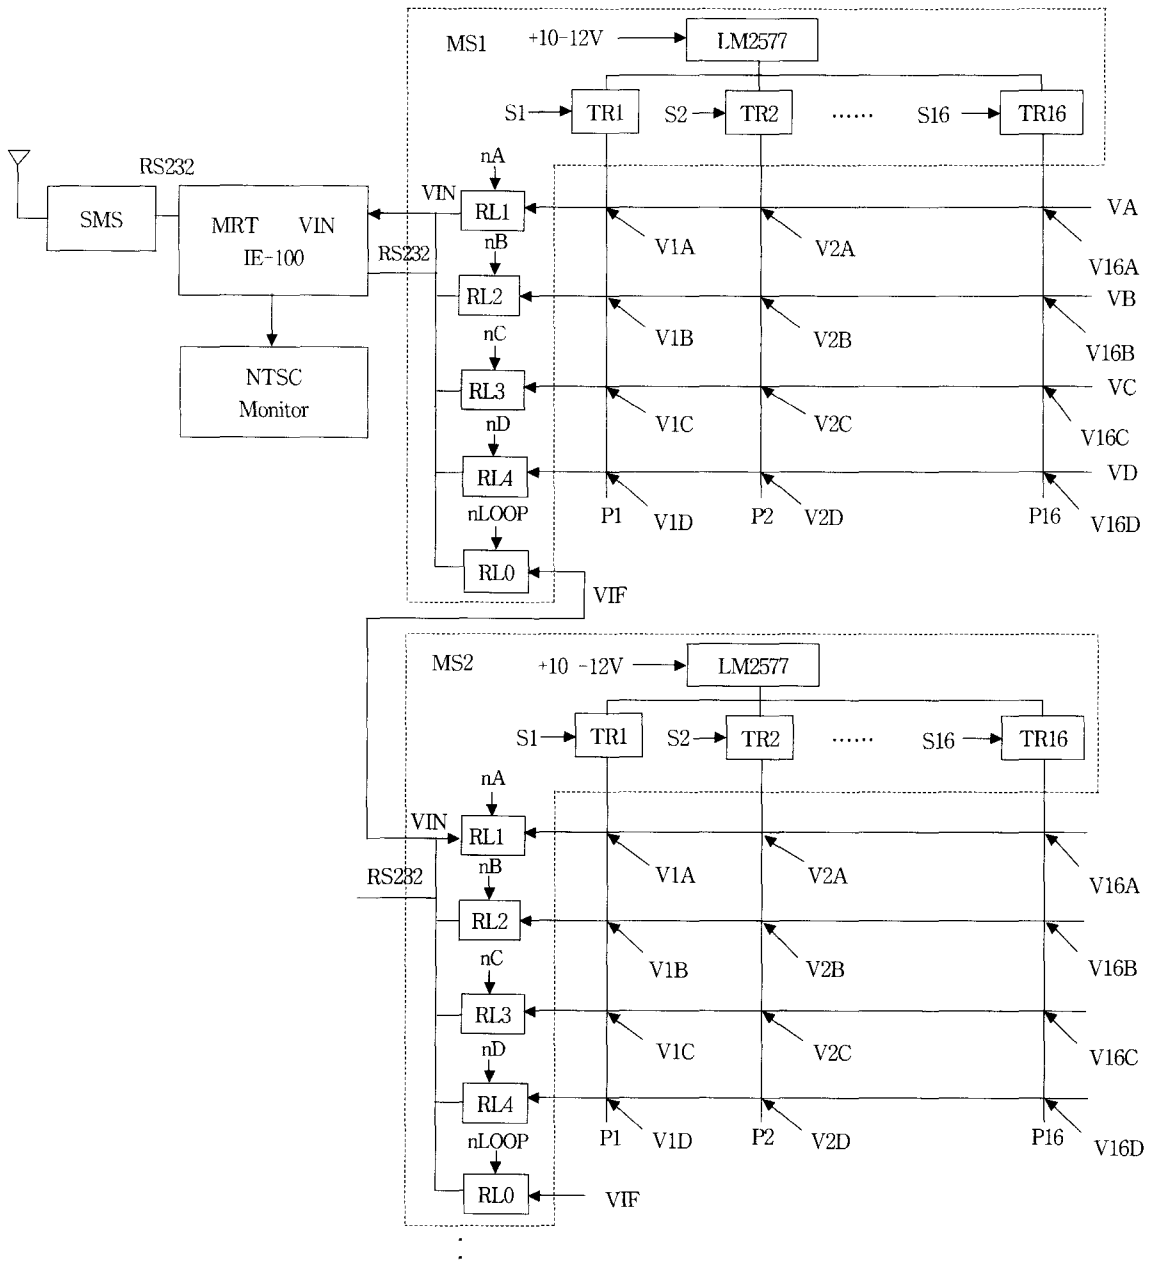 MS1 +10-12V LM2577
S1 TR1 S2 TR2 ...... S16 TR16
nA
RS232
SMS
MRT VIN
IE-100
VIN RL1 VA
V1A V2A V16A
nB
RS232
RL2 VB
V1B V2B V16B
nC
NTSC
Monitor
RL3 VC
V1C V2C V16C
nD
RL4 VD
P1 V1D P2 V2D P16 V16D
nLOOP
RL0
VIF
MS2 +10 -12V LM2577
S1 TR1 S2 TR2 ...... S16 TR16
nA
VIN RL1
V1A V2A V16A
nB
RS232
RL2
V1B V2B V16B
nC
RL3
V1C V2C V16C
nD
RL4
P1 V1D P2 V2D P16 V16D
nLOOP
RL0 VIF
: